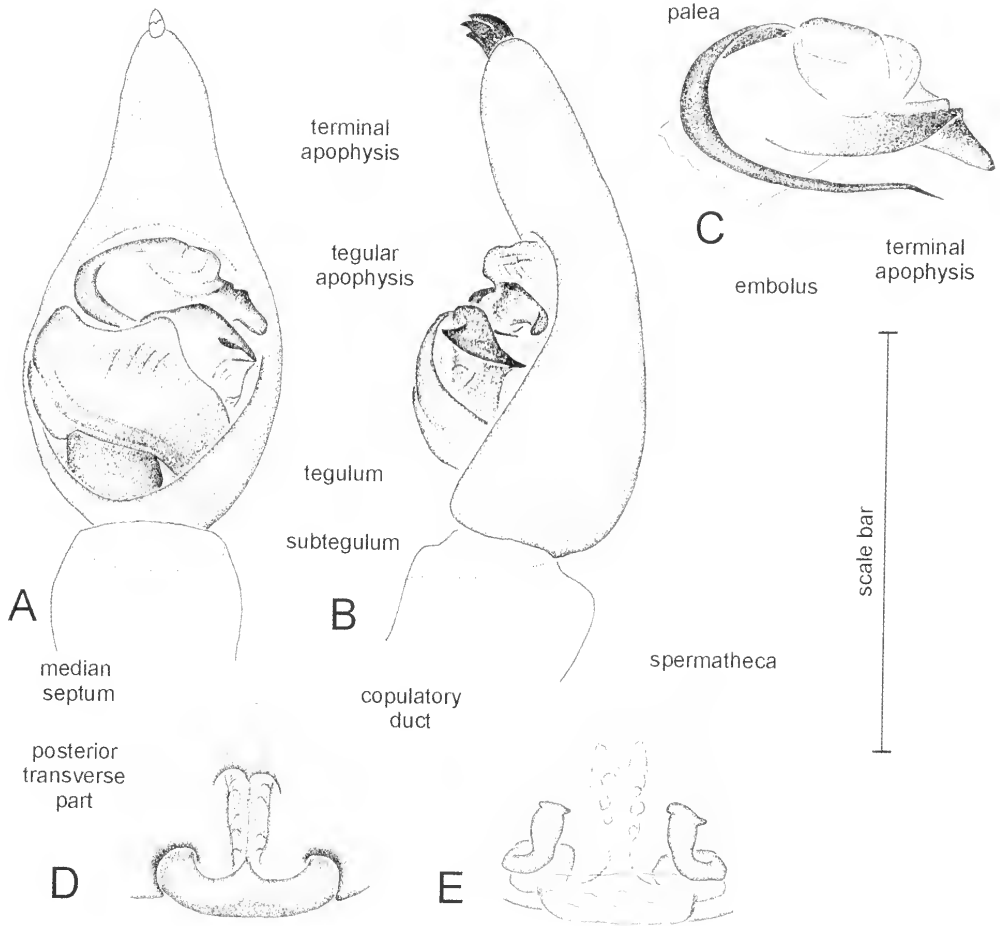 palea
terminal
apophysis
tegular
apophysis
C
terminal
apophysis
embolus
tegulum
subtegulum
scale bar
A
B
median
septum
spermatheca
copulatory
duct
posterior
transverse
part
D
E